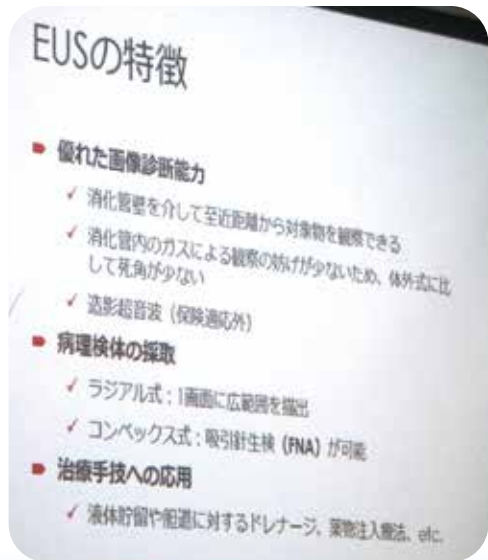 EUSの特徴
優れた画像診断能力
✓ 消化管壁を介して至近距離から対象物を観察できる
✓ 消化管内のガスによる観察の妨げが少ないため、体外式に比
して死角が少ない
✓ 造影超音波（保険適応外）
病理検体の採取
✓ ラジアル式：1画面に広範囲を描出
✓ コンベックス式：吸引針生検（FNA）が可能
治療手技への応用
✓ 液体貯留や胆道に対するドレナージ、薬物注入療法、etc.